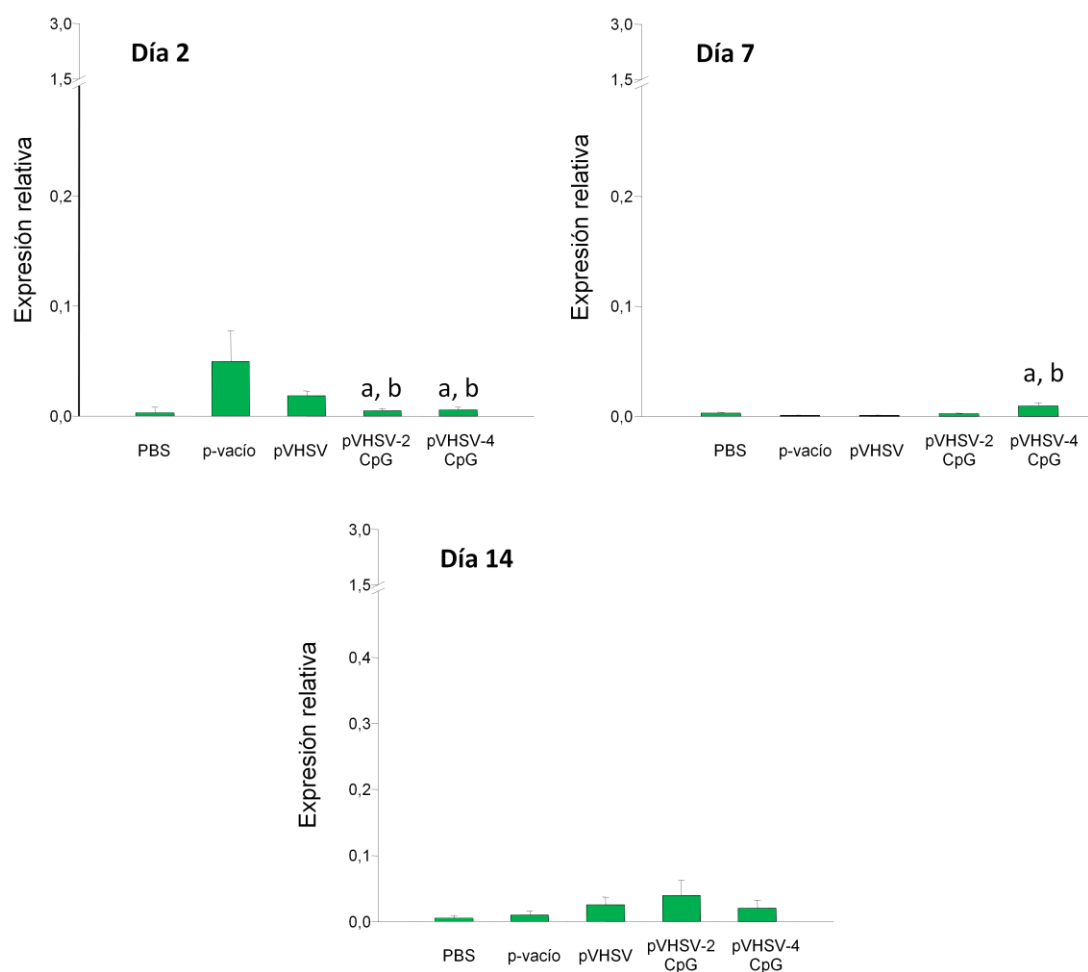 Día 2
3,0
1,5
0,2
0,1
0,0
Expresión relativa
a, b
a, b
PBS
p-vacío
pVHSV
pVHSV-2
CpG
pVHSV-4
CpG
Día 7
3,0
1,5
0,2
0,1
0,0
Expresión relativa
a, b
PBS
p-vacío
pVHSV
pVHSV-2
CpG
pVHSV-4
CpG
Día 14
3,0
1,5
0,4
0,3
0,2
0,1
0,0
Expresión relativa
PBS
p-vacío
pVHSV
pVHSV-2
CpG
pVHSV-4
CpG